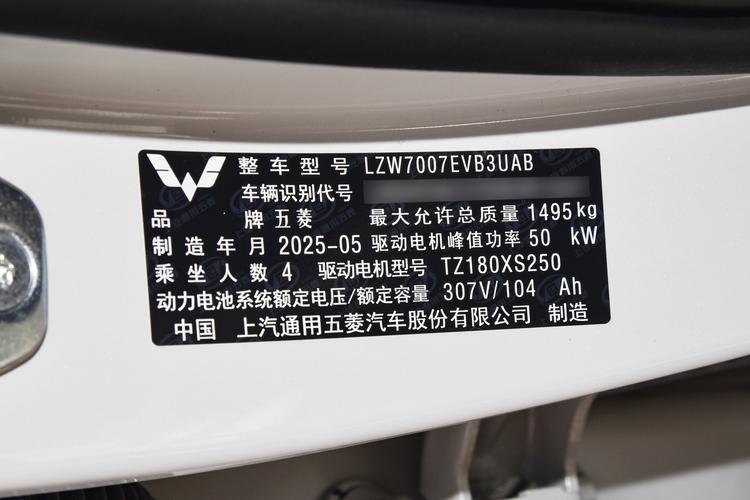 整车型号 LZW7007EVB3UAB
车辆识别代号
品牌 五菱 最大允许总质量 1495 kg
制造年月 2025-05 驱动电机峰值功率 50 kW
乘坐人数 4 驱动电机型号 TZ180XS250
动力电池系统额定电压/额定容量 307V/104 Ah
中国 上汽通用五菱汽车股份有限公司 制造